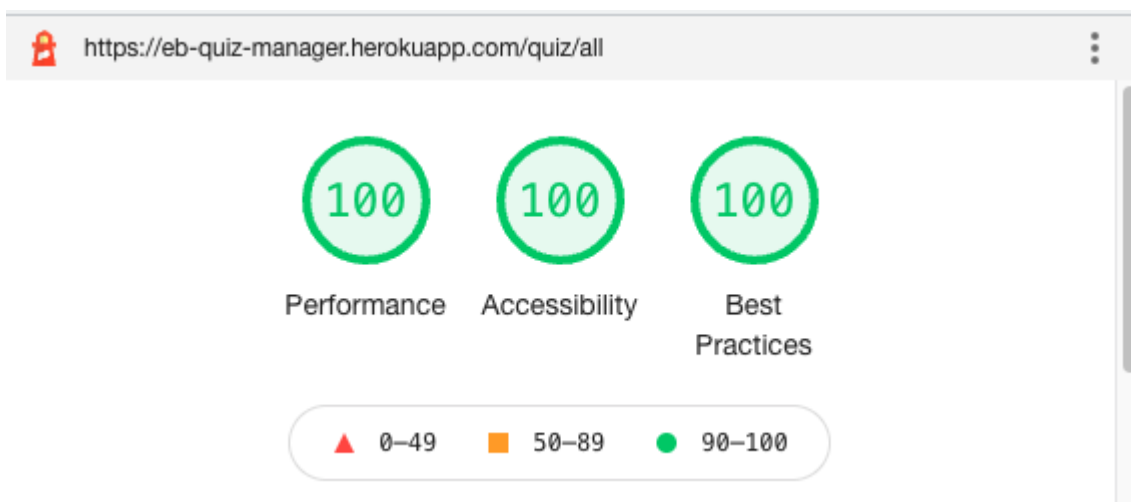 https://eb-quiz-manager.herokuapp.com/quiz/all
100 100 100
Performance Accessibility Best
Practices
0–49 50–89 90–100